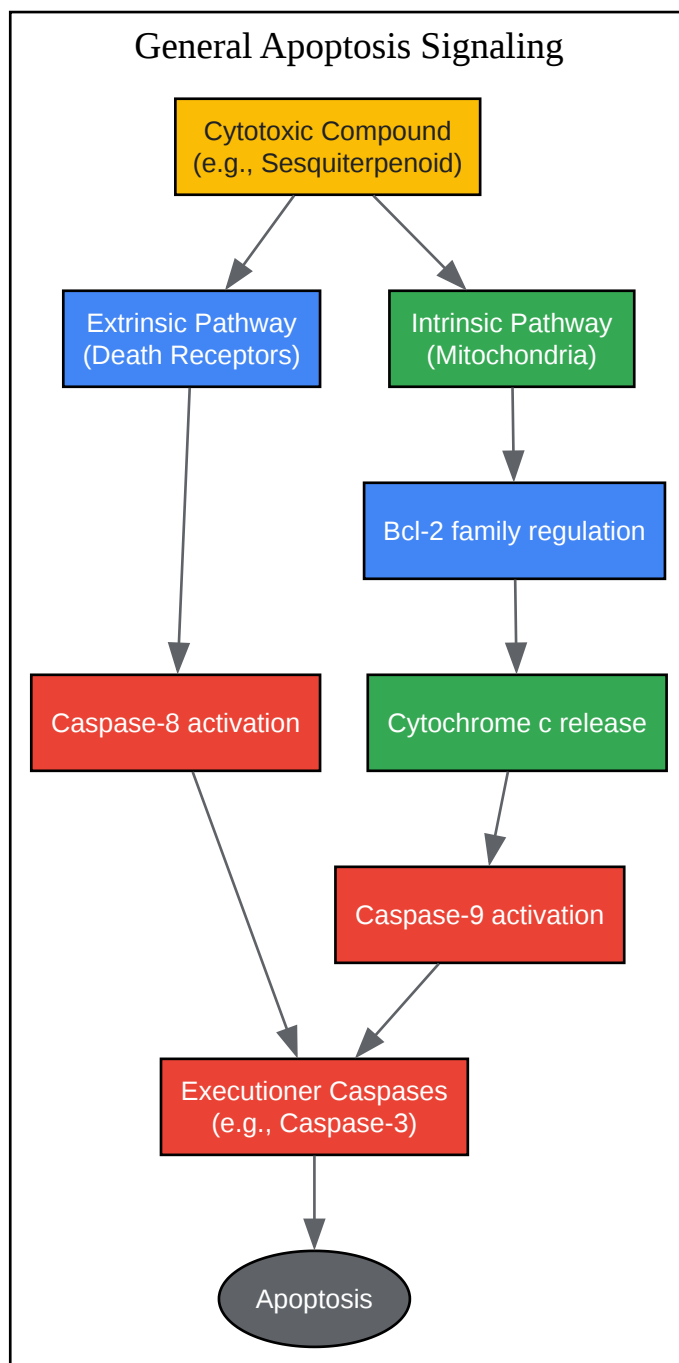 General Apoptosis Signaling
Cytotoxic Compound
(e.g., Sesquiterpenoid)
Extrinsic Pathway
(Death Receptors)
Intrinsic Pathway
(Mitochondria)
Bcl-2 family regulation
Caspase-8 activation
Cytochrome c release
Caspase-9 activation
Executioner Caspases
(e.g., Caspase-3)
Apoptosis